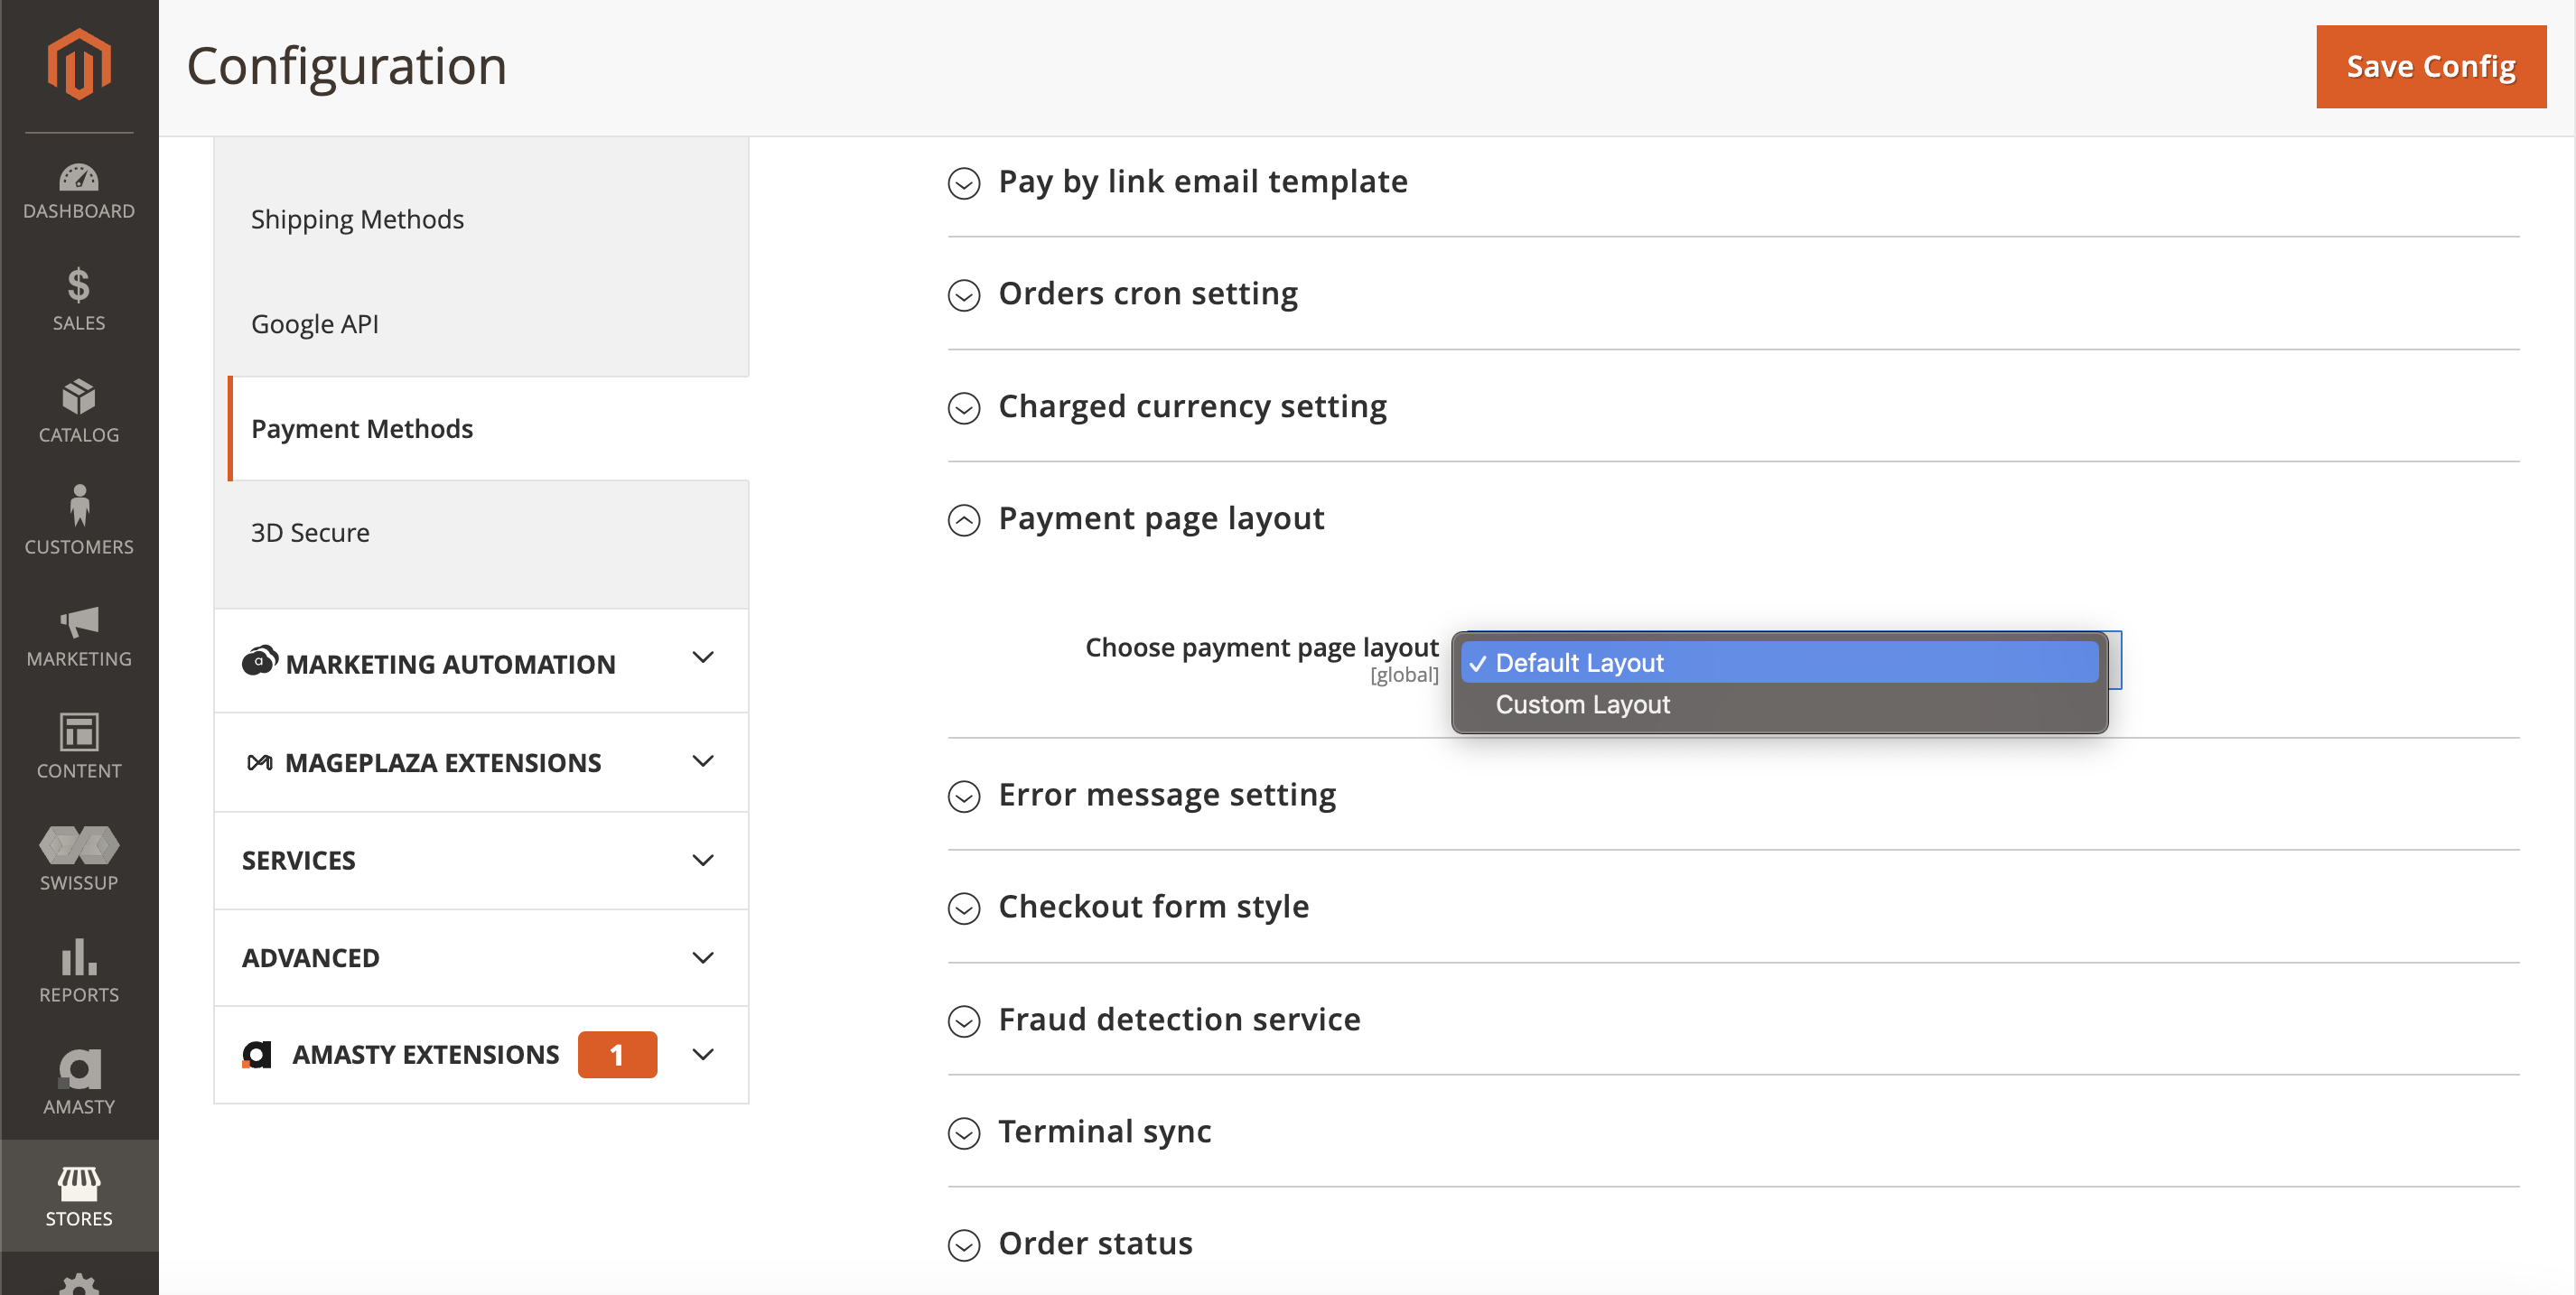 Configuration
Save Config
DASHBOARD
SALES
CATALOG
CUSTOMERS
MARKETING
CONTENT
SWISSUP
REPORTS
AMASTY
STORES
Shipping Methods
Google API
Payment Methods
3D Secure
MARKETING AUTOMATION
MAGEPLAZA EXTENSIONS
SERVICES
ADVANCED
AMASTY EXTENSIONS 1
Pay by link email template
Orders cron setting
Charged currency setting
Payment page layout
Choose payment page layout
[global]
Default Layout
Custom Layout
Error message setting
Checkout form style
Fraud detection service
Terminal sync
Order status